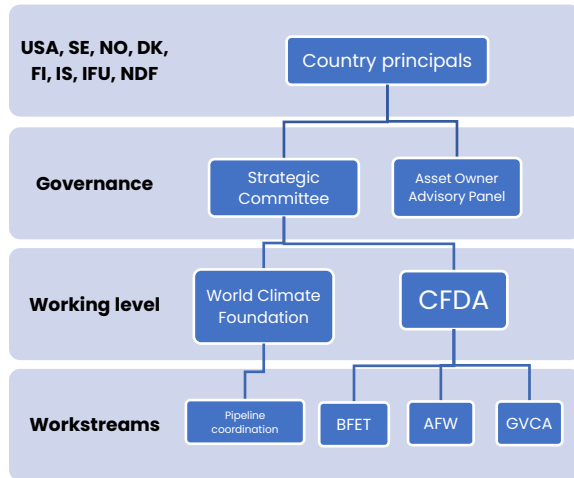 USA, SE, NO, DK,
FI, IS, IFU, NDF
Country principals
Governance
Strategic
Committee
Asset Owner
Advisory Panel
Working level
World Climate
Foundation
CFDA
Workstreams
Pipeline
coordination
BFET
AFW
GVCA